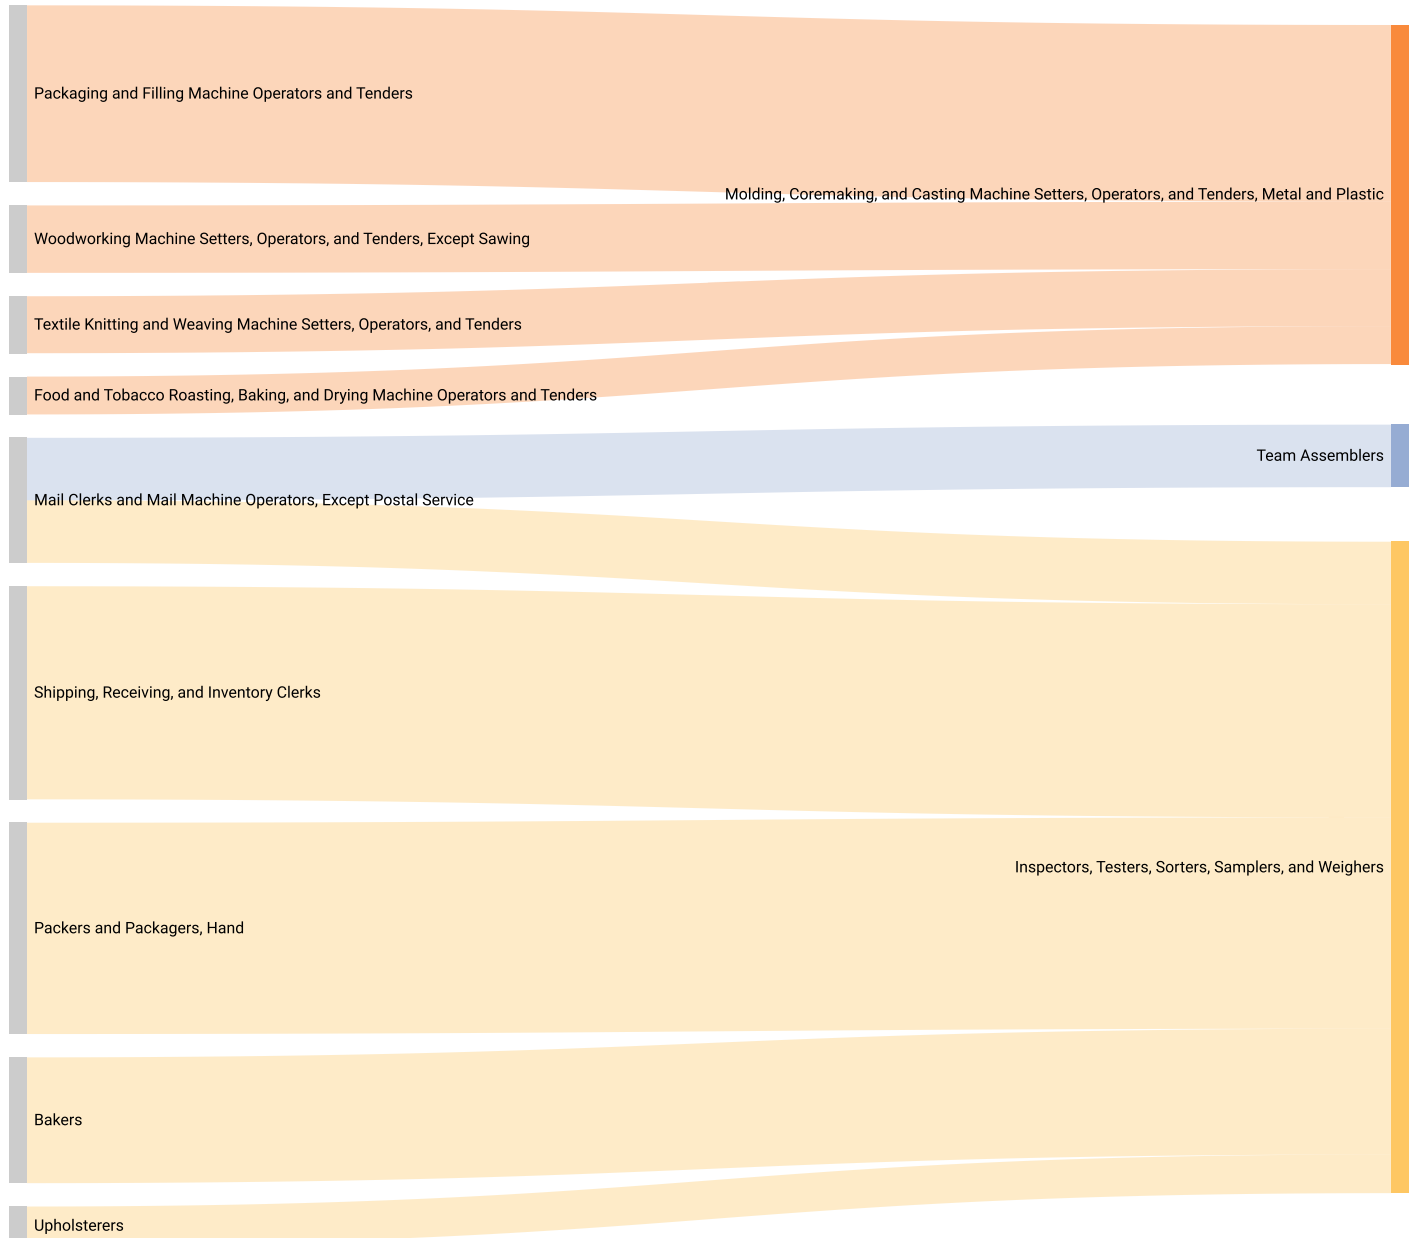 Packaging and Filling Machine Operators and Tenders
Molding, Coremaking, and Casting Machine Setters, Operators, and Tenders, Metal and Plastic
Woodworking Machine Setters, Operators, and Tenders, Except Sawing
Textile Knitting and Weaving Machine Setters, Operators, and Tenders
Food and Tobacco Roasting, Baking, and Drying Machine Operators and Tenders
Team Assemblers
Mail Clerks and Mail Machine Operators, Except Postal Service
Shipping, Receiving, and Inventory Clerks
Inspectors, Testers, Sorters, Samplers, and Weighers
Packers and Packagers, Hand
Bakers
Upholsterers